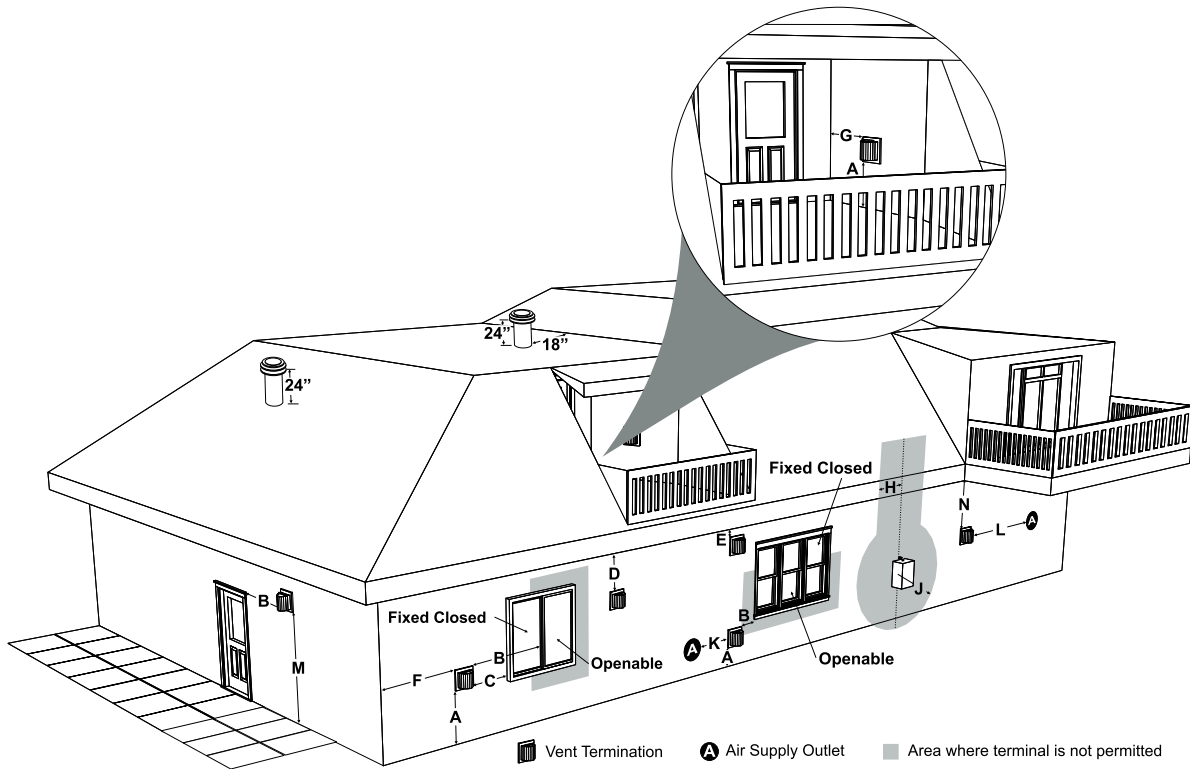 G
A
24”
18”
24”
Fixed Closed
H
N
L
A
E
D
B
Fixed Closed
J
B
K
A
A
Openable
B
Openable
M
F
C
A
Vent Termination
A Air Supply Outlet
Area where terminal is not permitted